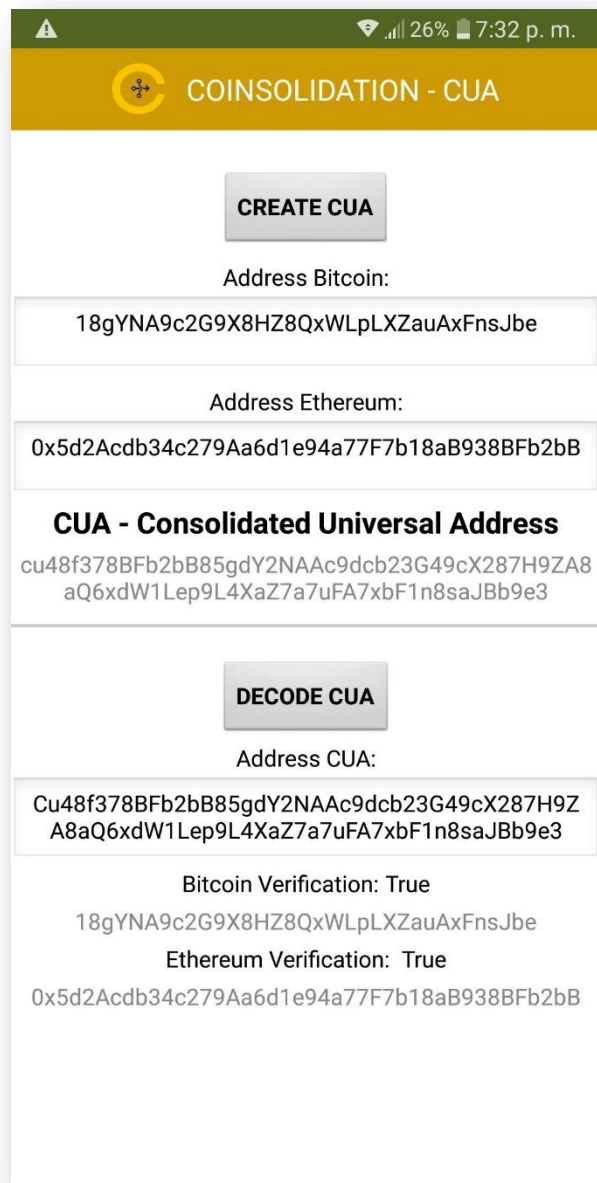 26% 7:32 p. m.
COINSOLIDATION - CUA
CREATE CUA
Address Bitcoin:
18gYNA9c2G9X8HZ8QxWLpLXZauAxFnsJbe
Address Ethereum:
0x5d2Acdb34c279Aa6d1e94a77F7b18aB938BFb2bB
CUA - Consolidated Universal Address
cu48f378BFb2bB85gdY2NAAc9dcb23G49cX287H9ZA8
aQ6xdW1Lep9L4XaZ7a7uFA7xbF1n8saJBb9e3
DECODE CUA
Address CUA:
Cu48f378BFb2bB85gdY2NAAc9dcb23G49cX287H9Z
A8aQ6xdW1Lep9L4XaZ7a7uFA7xbF1n8saJBb9e3
Bitcoin Verification: True
18gYNA9c2G9X8HZ8QxWLpLXZauAxFnsJbe
Ethereum Verification: True
0x5d2Acdb34c279Aa6d1e94a77F7b18aB938BFb2bB